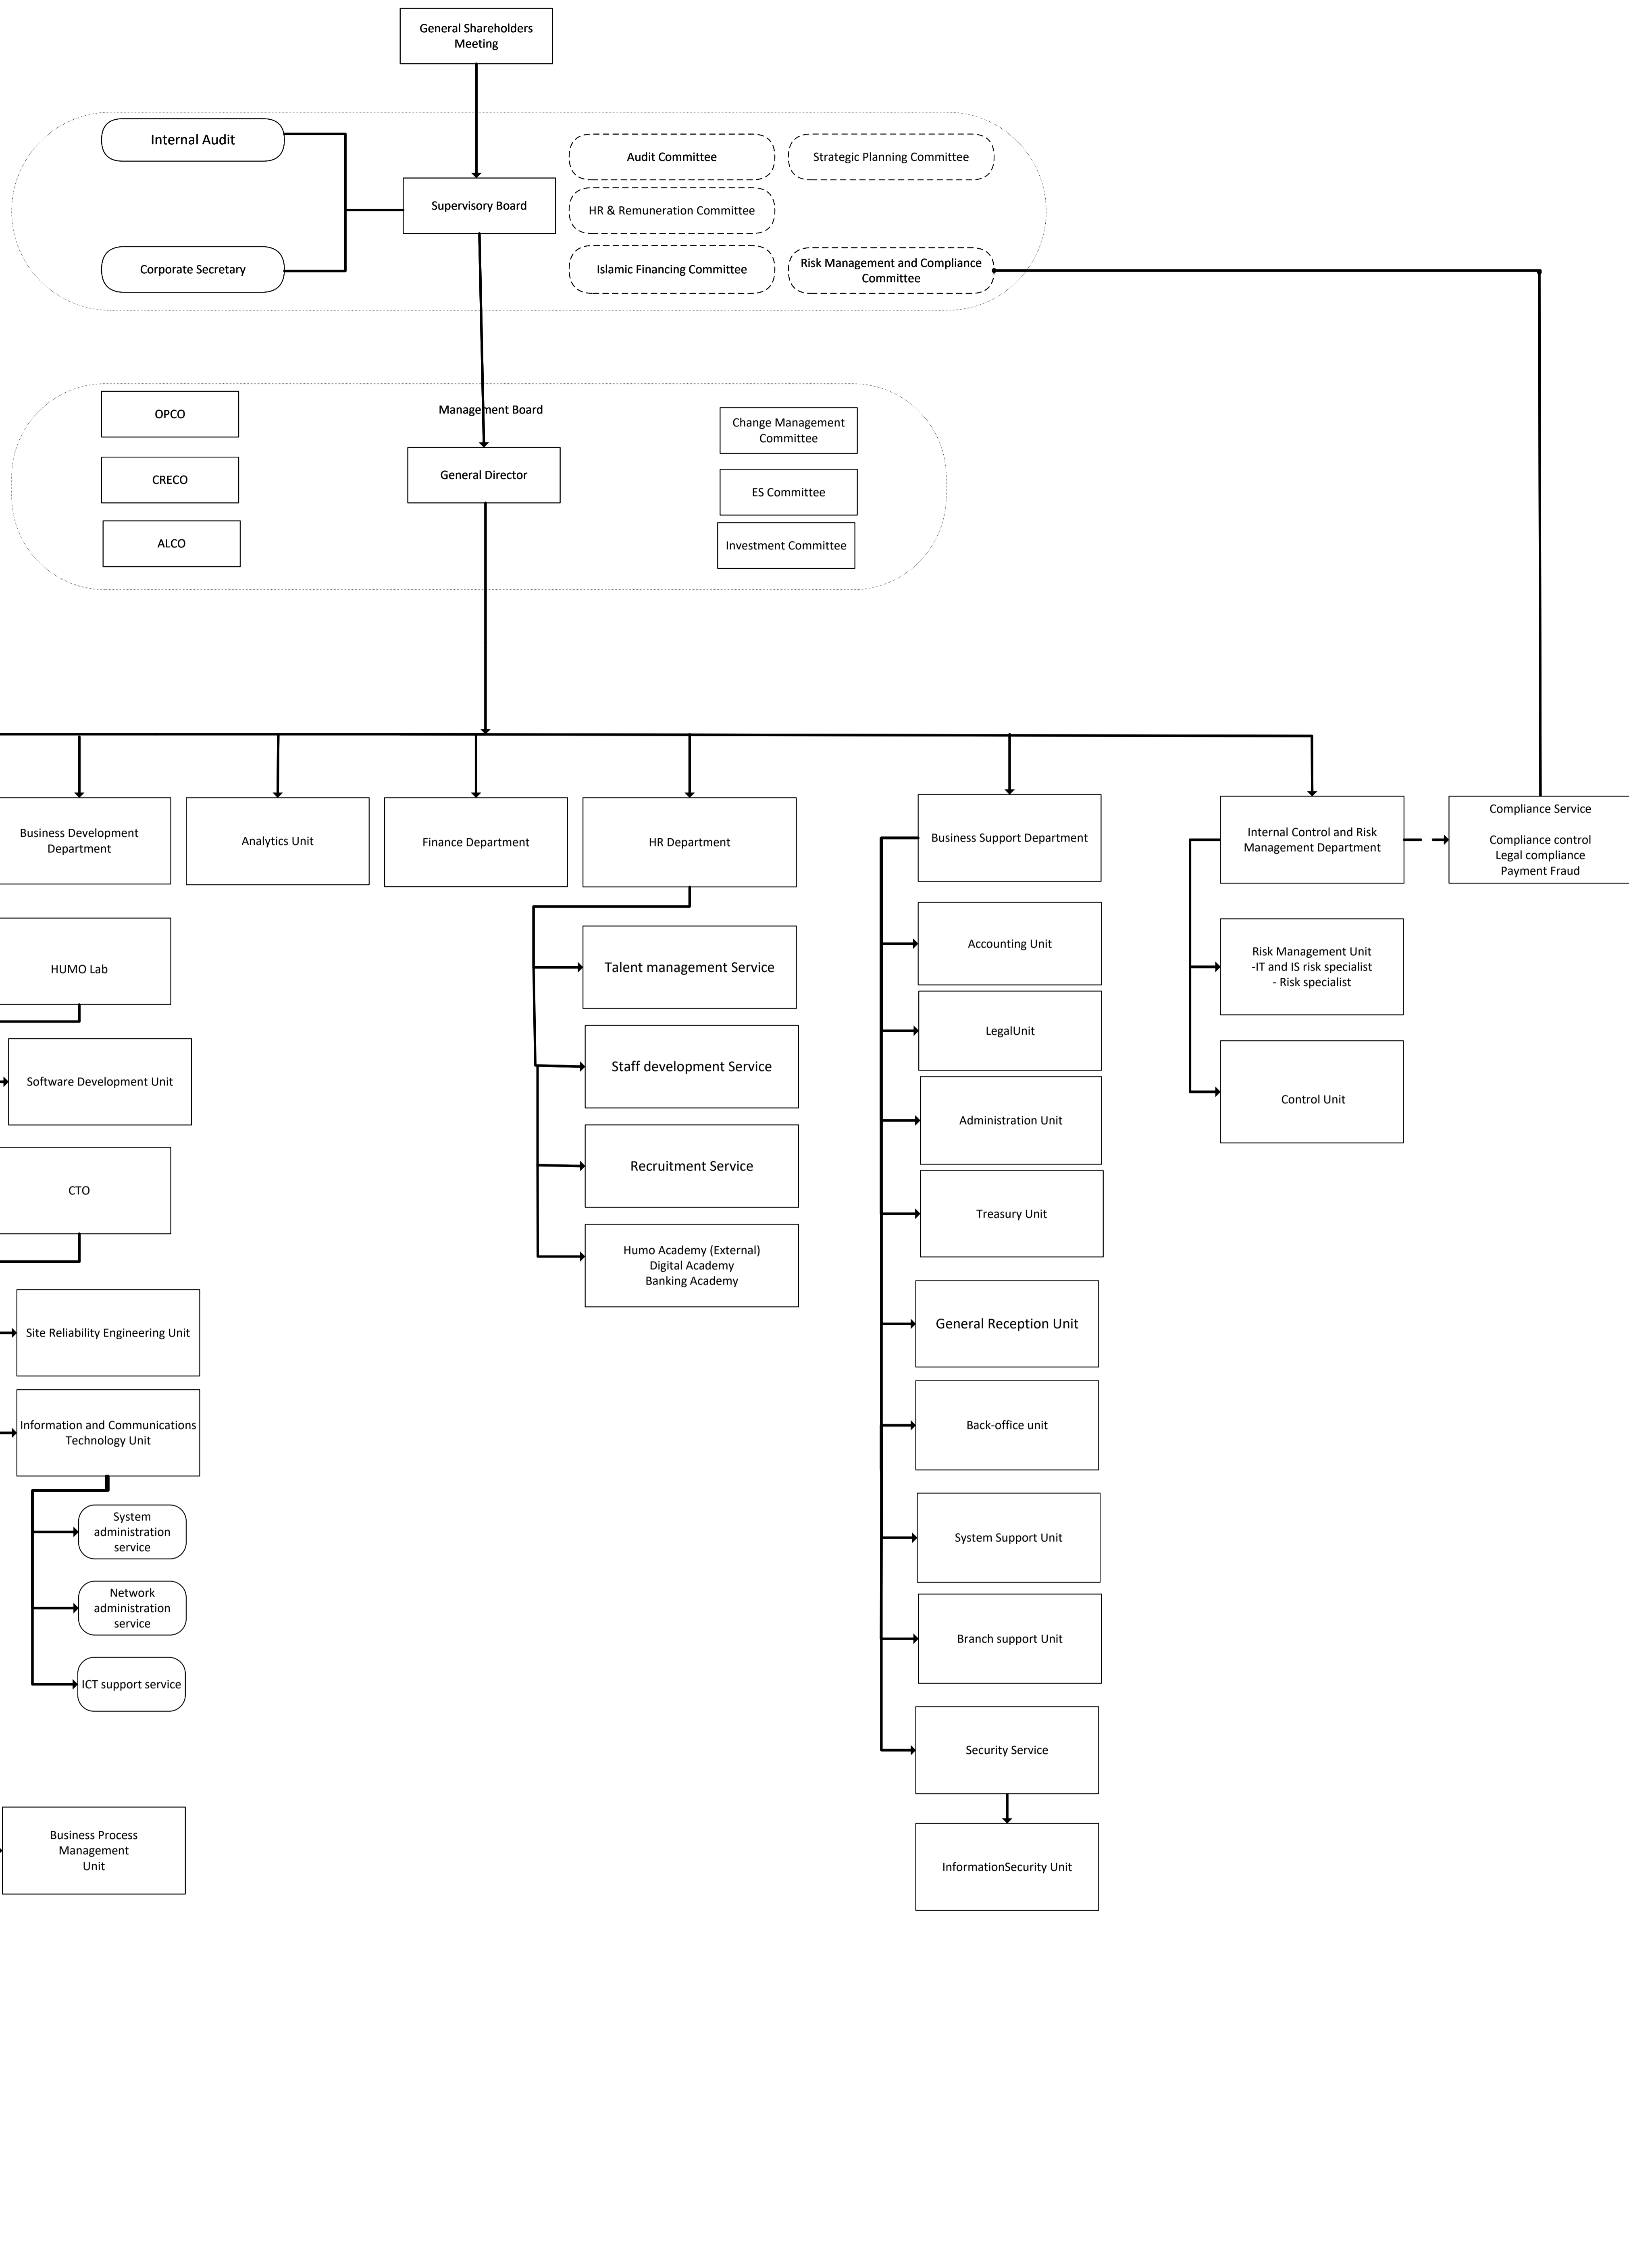 General Shareholders
Meeting
Internal Audit
Audit Committee
Strategic Planning Committee
Supervisory Board
HR & Remuneration Committee
Corporate Secretary
Islamic Financing Committee
Risk Management and Compliance
Committee
OPCO
Management Board
Change Management
Committee
CRECO
General Director
ES Committee
ALCO
Investment Committee
Business Development
Department
Analytics Unit
Finance Department
HR Department
Business Support Department
Internal Control and Risk
Management Department
Compliance Service
Compliance control
Legal compliance
Payment Fraud
HUMO Lab
Software Development Unit
CTO
Site Reliability Engineering Unit
Information and Communications
Technology Unit
System
administration
service
Network
administration
service
ICT support service
Business Process
Management
Unit
Talent management Service
Staff development Service
Recruitment Service
Humo Academy (External)
Digital Academy
Banking Academy
Accounting Unit
LegalUnit
Administration Unit
Treasury Unit
General Reception Unit
Back-office unit
System Support Unit
Branch support Unit
Security Service
InformationSecurity Unit
Risk Management Unit
-IT and IS risk specialist
- Risk specialist
Control Unit